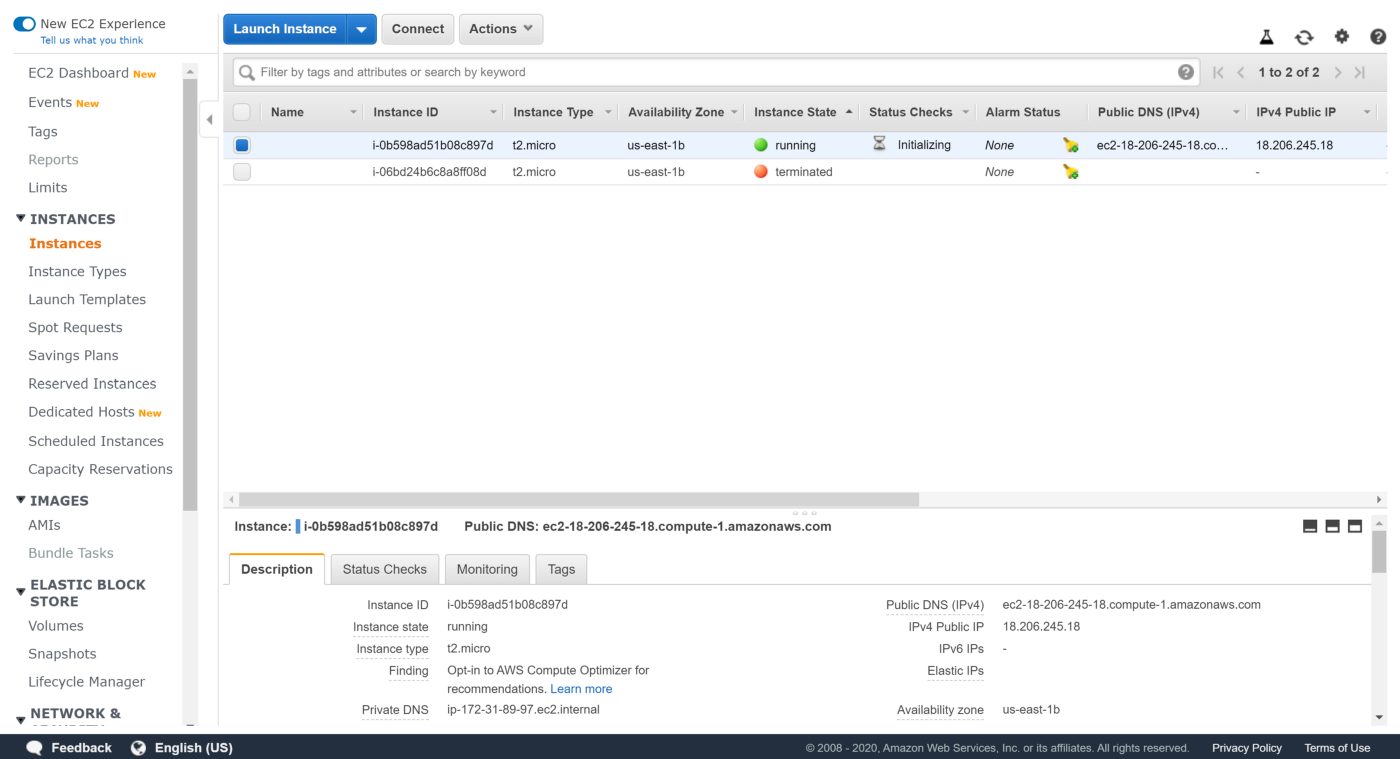 New EC2 Experience
Tell us what you think
EC2 Dashboard New
Events New
Tags
Reports
Limits
INSTANCES
Instances
Instance Types
Launch Templates
Spot Requests
Savings Plans
Reserved Instances
Dedicated Hosts New
Scheduled Instances
Capacity Reservations
IMAGES
AMIs
Bundle Tasks
ELASTIC BLOCK
STORE
Volumes
Snapshots
Lifecycle Manager
NETWORK &
Launch Instance Connect Actions
Filter by tags and attributes or search by keyword
1 to 2 of 2
Name Instance ID Instance Type Availability Zone Instance State Status Checks Alarm Status Public DNS (IPv4) IPv4 Public IP
i-0b598ad51b08c897d t2.micro us-east-1b running Initializing None ec2-18-206-245-18.co... 18.206.245.18
i-06bd24b6c8a8ff08d t2.micro us-east-1b terminated None -
Instance: i-0b598ad51b08c897d Public DNS: ec2-18-206-245-18.compute-1.amazonaws.com
Description Status Checks Monitoring Tags
Instance ID i-0b598ad51b08c897d Public DNS (IPv4) ec2-18-206-245-18.compute-1.amazonaws.com
Instance state running IPv4 Public IP 18.206.245.18
Instance type t2.micro IPv6 IPs -
Finding Opt-in to AWS Compute Optimizer for Elastic IPs
recommendations. Learn more
Private DNS ip-172-31-89-97.ec2.internal Availability zone us-east-1b
Feedback English (US) © 2008 - 2020, Amazon Web Services, Inc. or its affiliates. All rights reserved. Privacy Policy Terms of Use